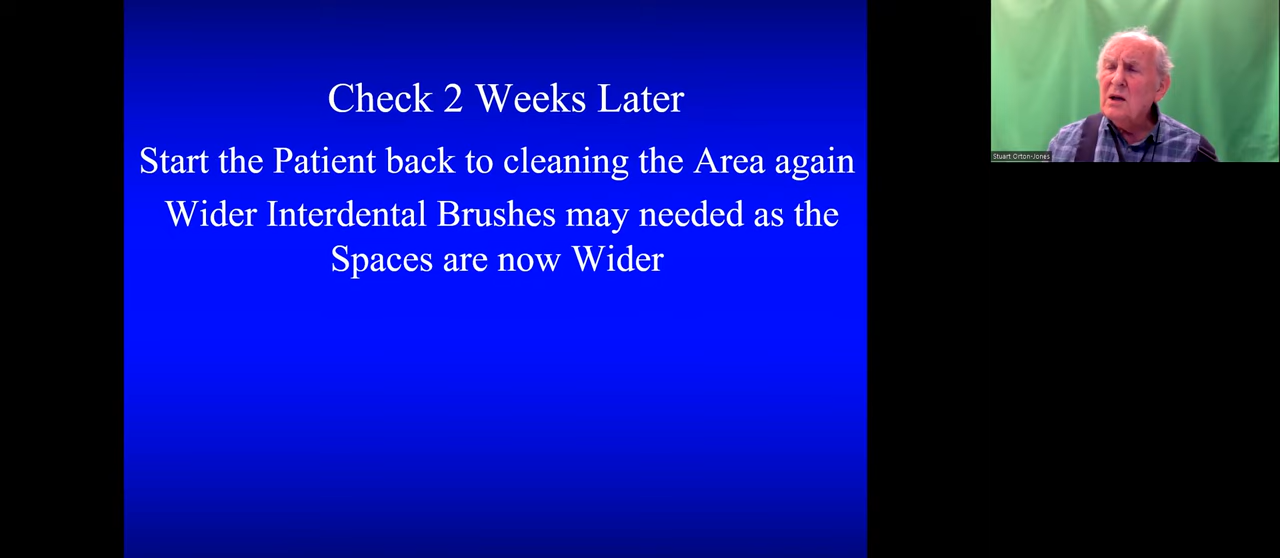 Check 2 Weeks Later
Start the Patient back to cleaning the Area again
Wider Interdental Brushes may needed as the
Spaces are now Wider
Stuart Orton-Jones